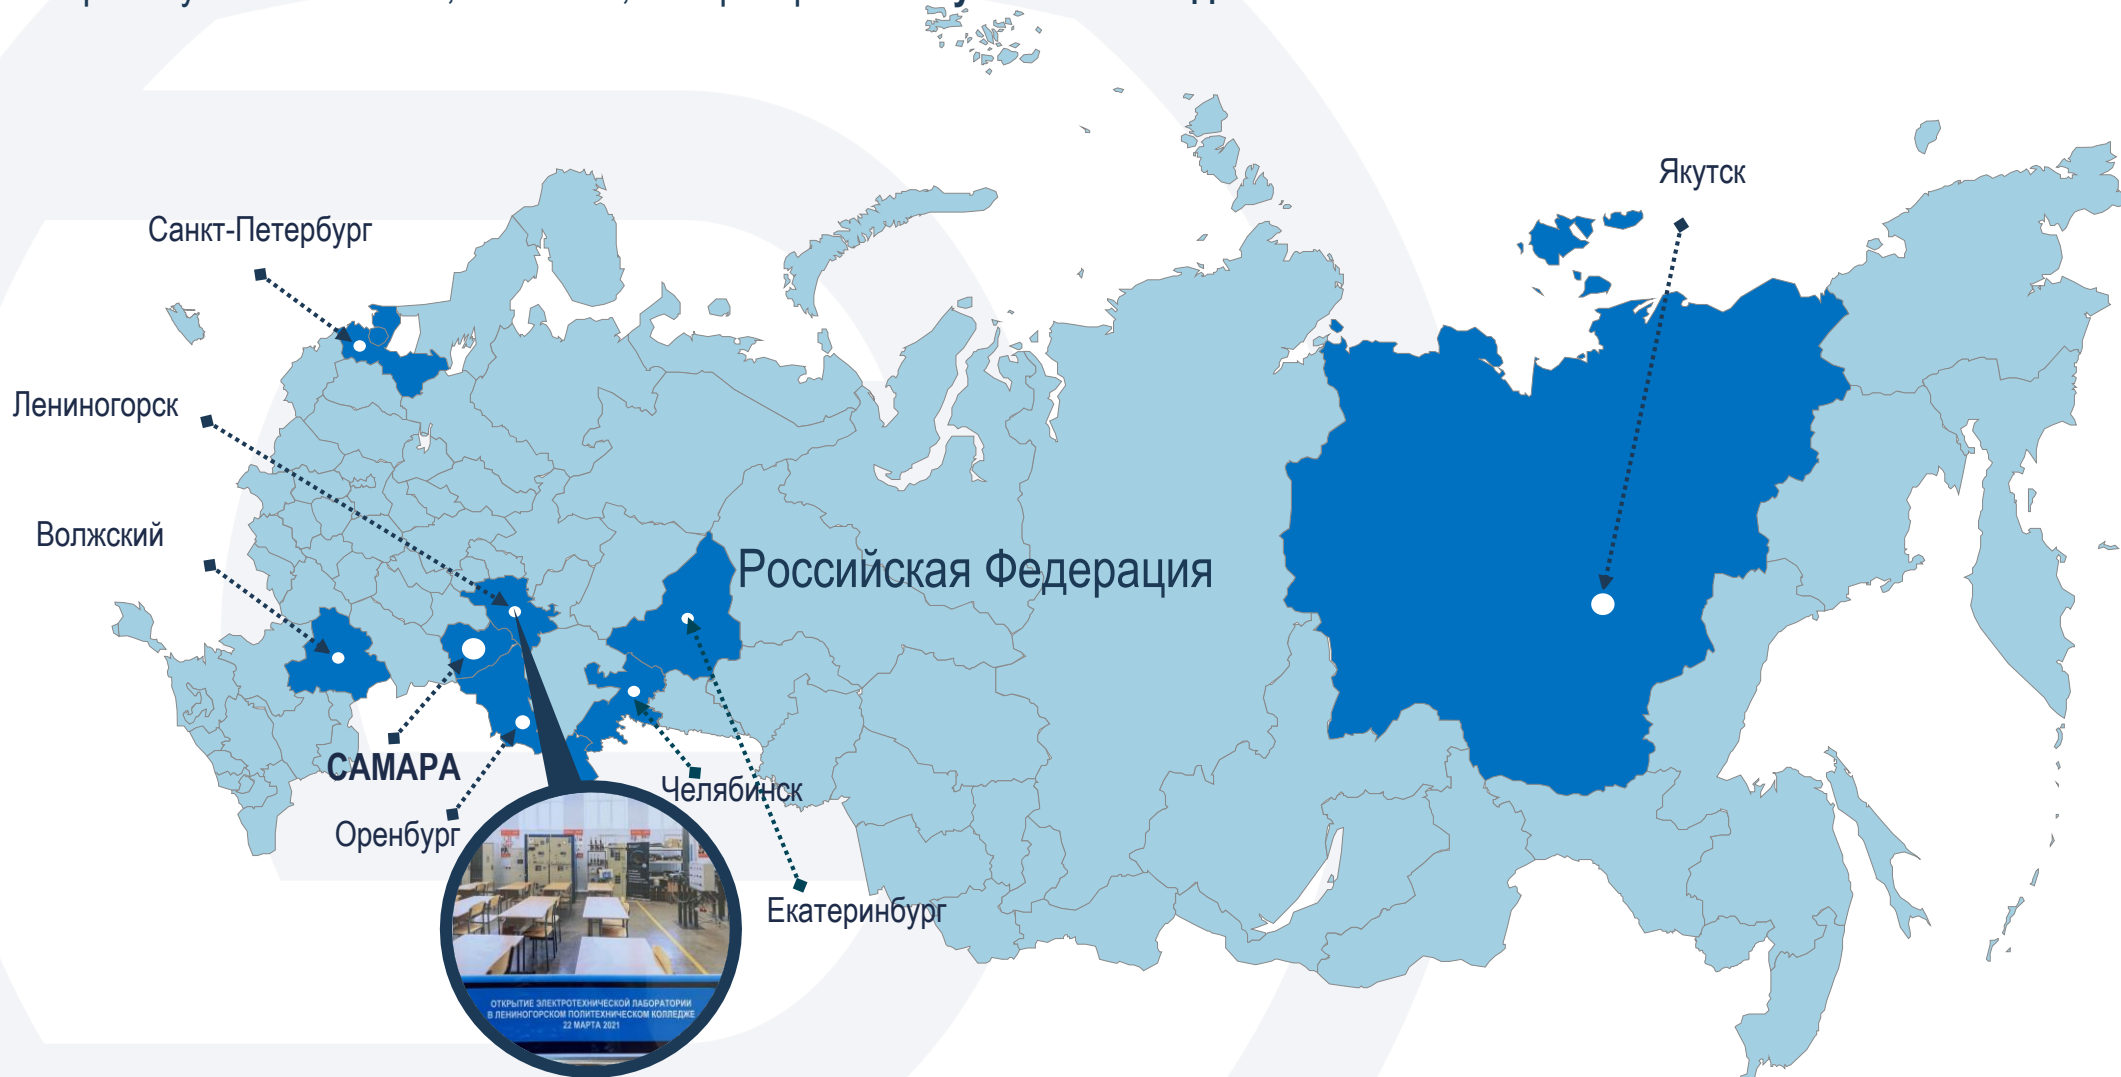 Якутск
Санкт-Петербург
Лениногорск
Волжский
Российская Федерация
САМАРА
Челябинск
Оренбург
Екатеринбург
ОТКРЫТИЕ ЭЛЕКТРОТЕХНИЧЕСКОЙ ЛАБОРАТОРИИ
В ЛЕНИНОГОРСКОМ ПОЛИТЕХНИЧЕСКОМ КОЛЛЕДЖЕ
22 МАРТА 2021